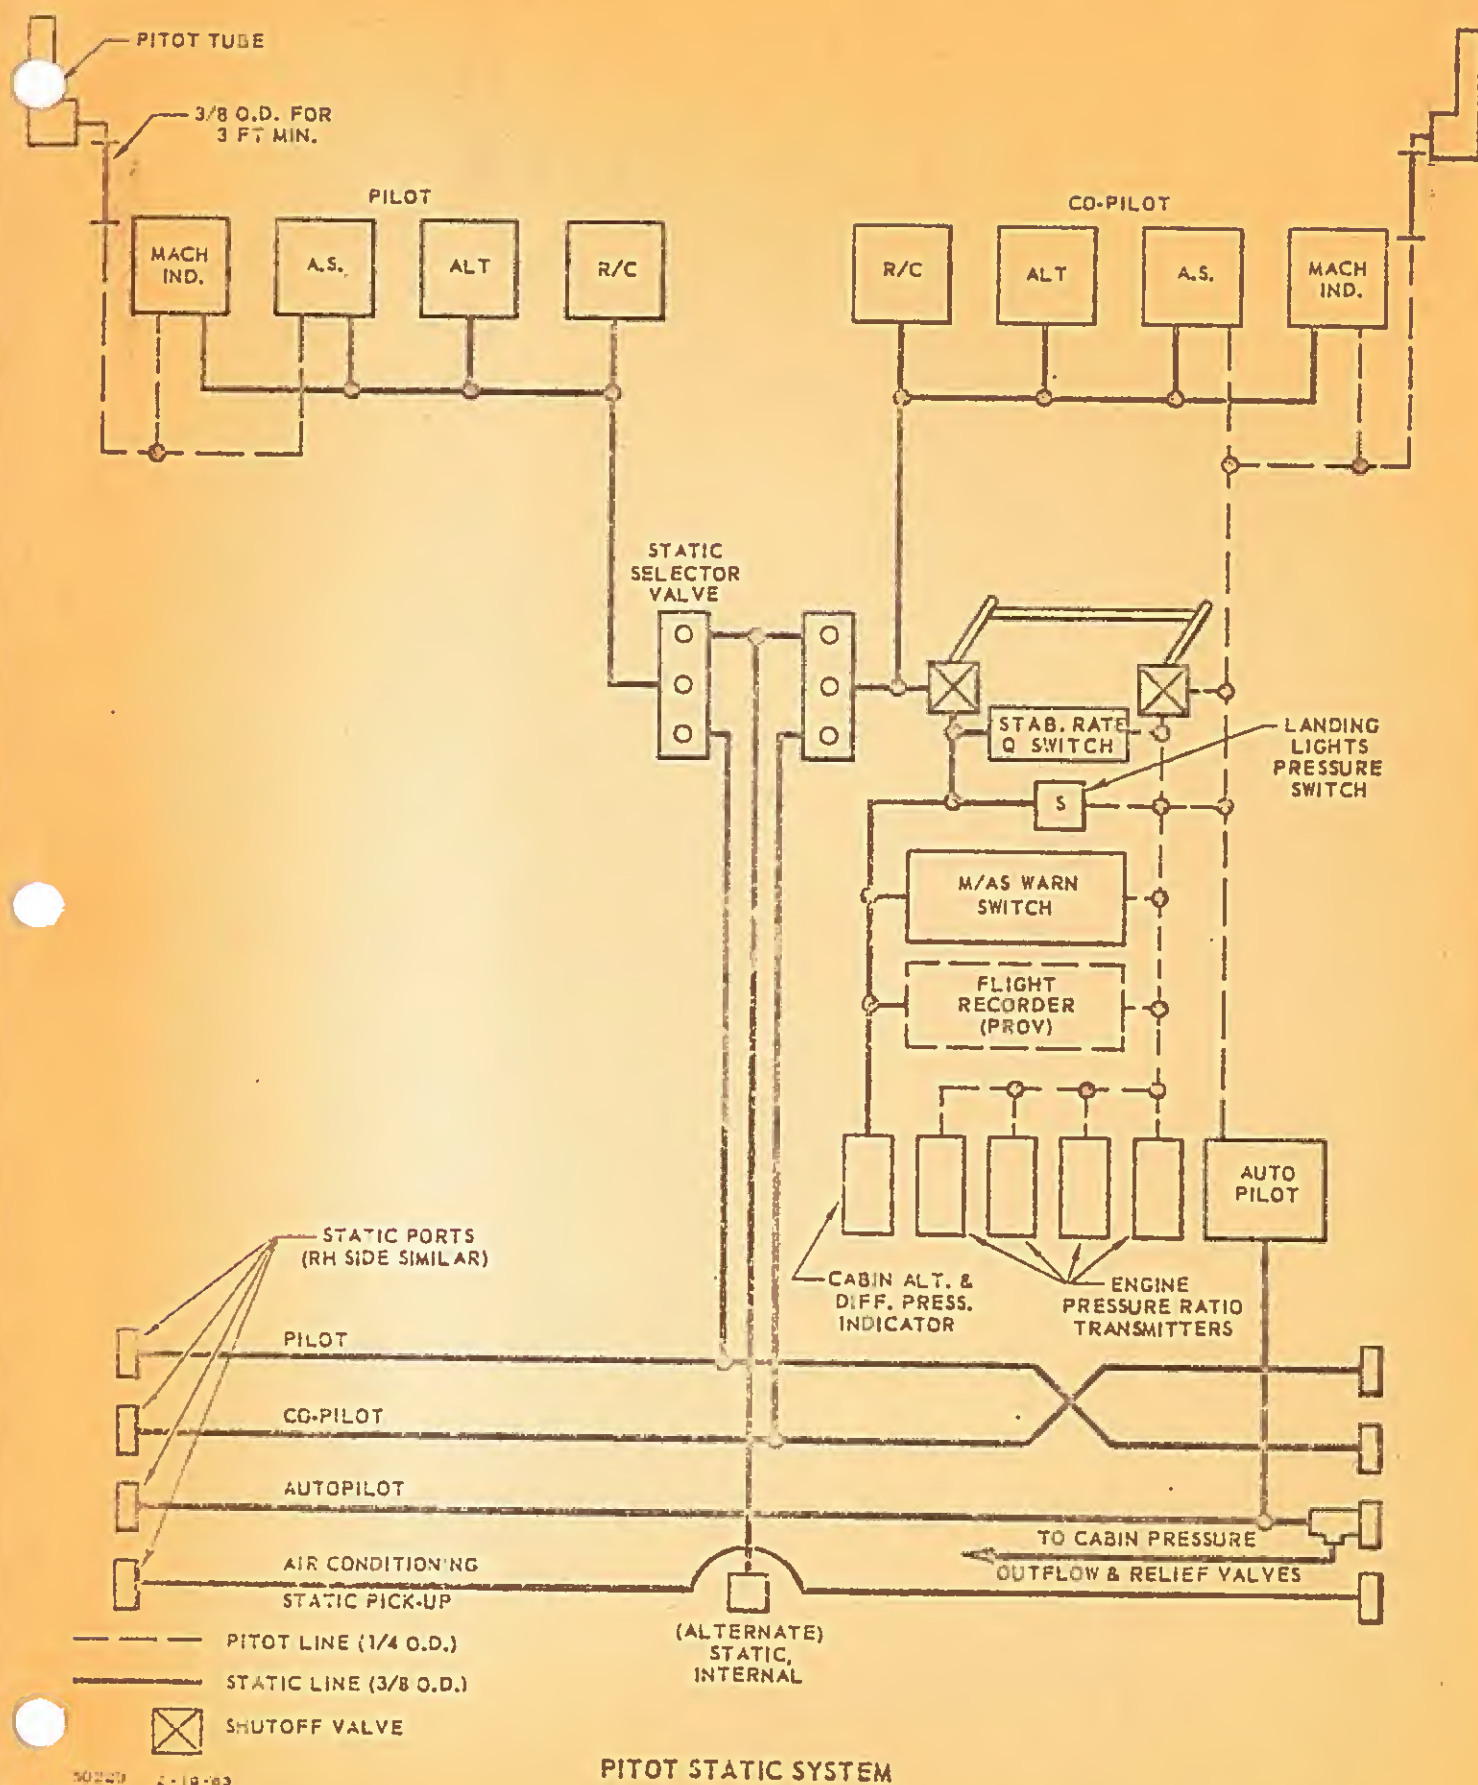 PITOT TUBE
3/8 O.D. FOR
3 FT MIN.
PILOT
CO-PILOT
MACH
IND.
A.S.
ALT
R/C
R/C
ALT
A.S.
MACH
IND.
STATIC
SELECTOR
VALVE
STAB. RATE
Q SWITCH
LANDING
LIGHTS
PRESSURE
SWITCH
S
M/AS WARN
SWITCH
FLIGHT
RECORDER
(PROV)
AUTO
PILOT
STATIC PORTS
(RH SIDE SIMILAR)
CABIN ALT. &
DIFF. PRESS.
INDICATOR
ENGINE
PRESSURE RATIO
TRANSMITTERS
PILOT
CO-PILOT
AUTOPILOT
TO CABIN PRESSURE
OUTFLOW & RELIEF VALVES
AIR CONDITIONING
STATIC PICK-UP
(ALTERNATE)
STATIC,
INTERNAL
PITOT LINE (1/4 O.D.)
STATIC LINE (3/8 O.D.)
SHUTOFF VALVE
PITOT STATIC SYSTEM